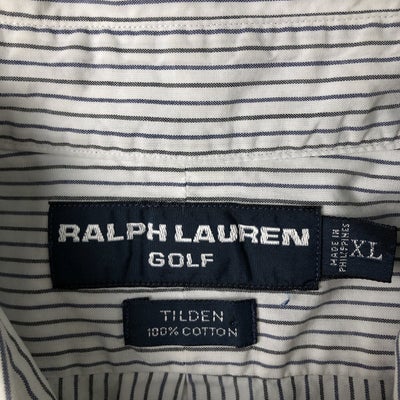 RALPH LAUREN
GOLF
MADE IN
PHILIPPINES
XL
TILDEN
100% COTTON